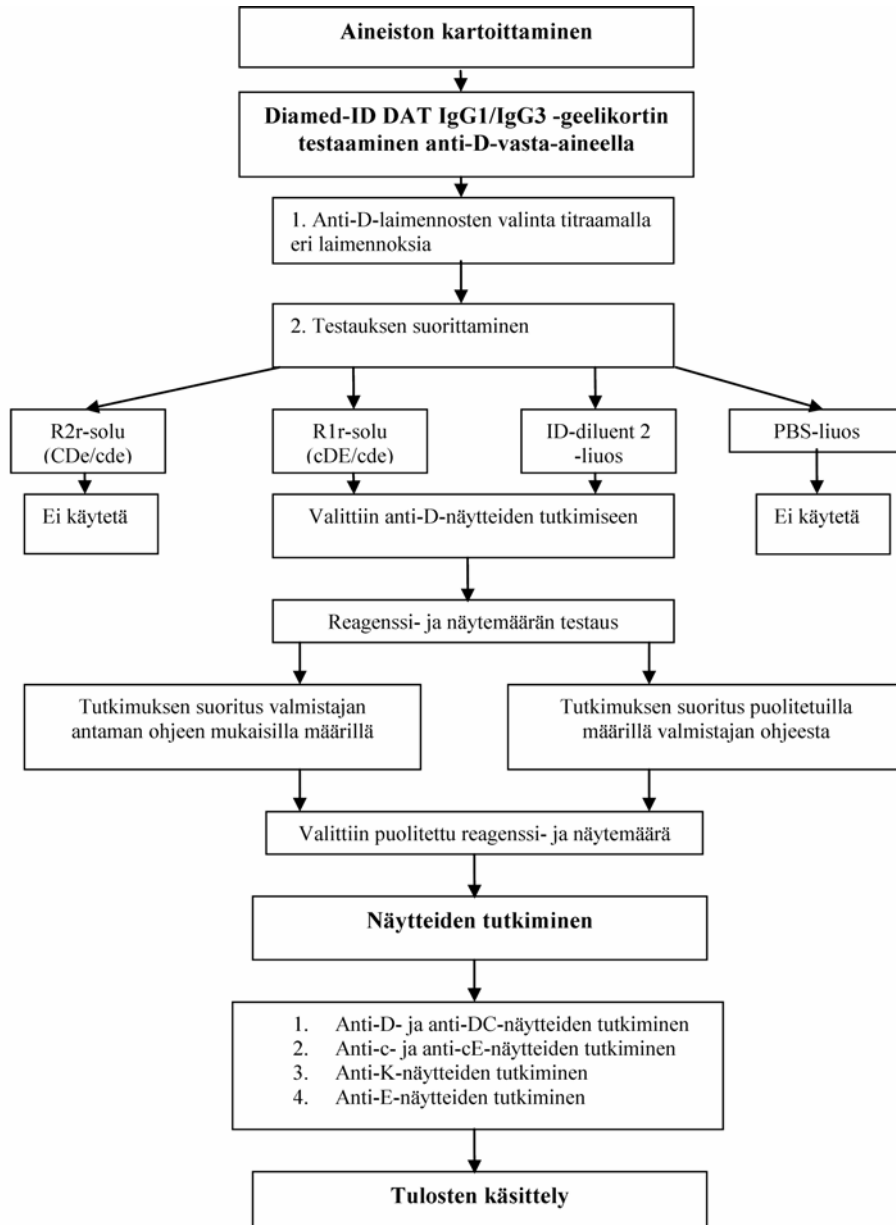 Aineiston kartoittaminen
Diamed-ID DAT IgG1/IgG3 -geelikortin
testaaminen anti-D-vasta-aineella
1. Anti-D-laimennosten valinta titraamalla
eri laimennoksia
2. Testauksen suorittaminen
R2r-solu
(CDe/cde)
R1r-solu
(cDE/cde)
ID-diluent 2
-liuos
PBS-liuos
Ei käytetä
Valittiin anti-D-näytteiden tutkimiseen
Ei käytetä
Reagenssi- ja näytemäärän testaus
Tutkimuksen suoritus valmistajan
antaman ohjeen mukaisilla määrillä
Tutkimuksen suoritus puolitetuilla
määrillä valmistajan ohjeesta
Valittiin puolitettu reagenssi- ja näytemäärä
Näytteiden tutkiminen
1. Anti-D- ja anti-DC-näytteiden tutkiminen
2. Anti-c- ja anti-cE-näytteiden tutkiminen
3. Anti-K-näytteiden tutkiminen
4. Anti-E-näytteiden tutkiminen
Tulosten käsittely